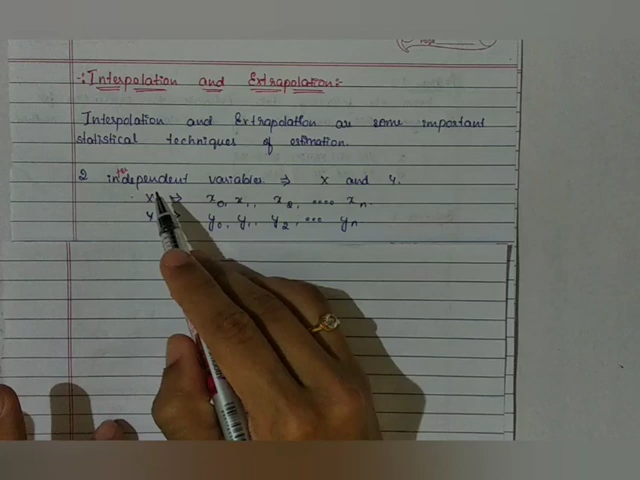 -:Interpolation and Extrapolation:-
Interpolation and Extrapolation are some important
statistical techniques of estimation.
2 interdependent variables ⇒ x and y.
x ⇒ x₀, x₁, x₂, .... xₙ
y ⇒ y₀, y₁, y₂, ... yₙ